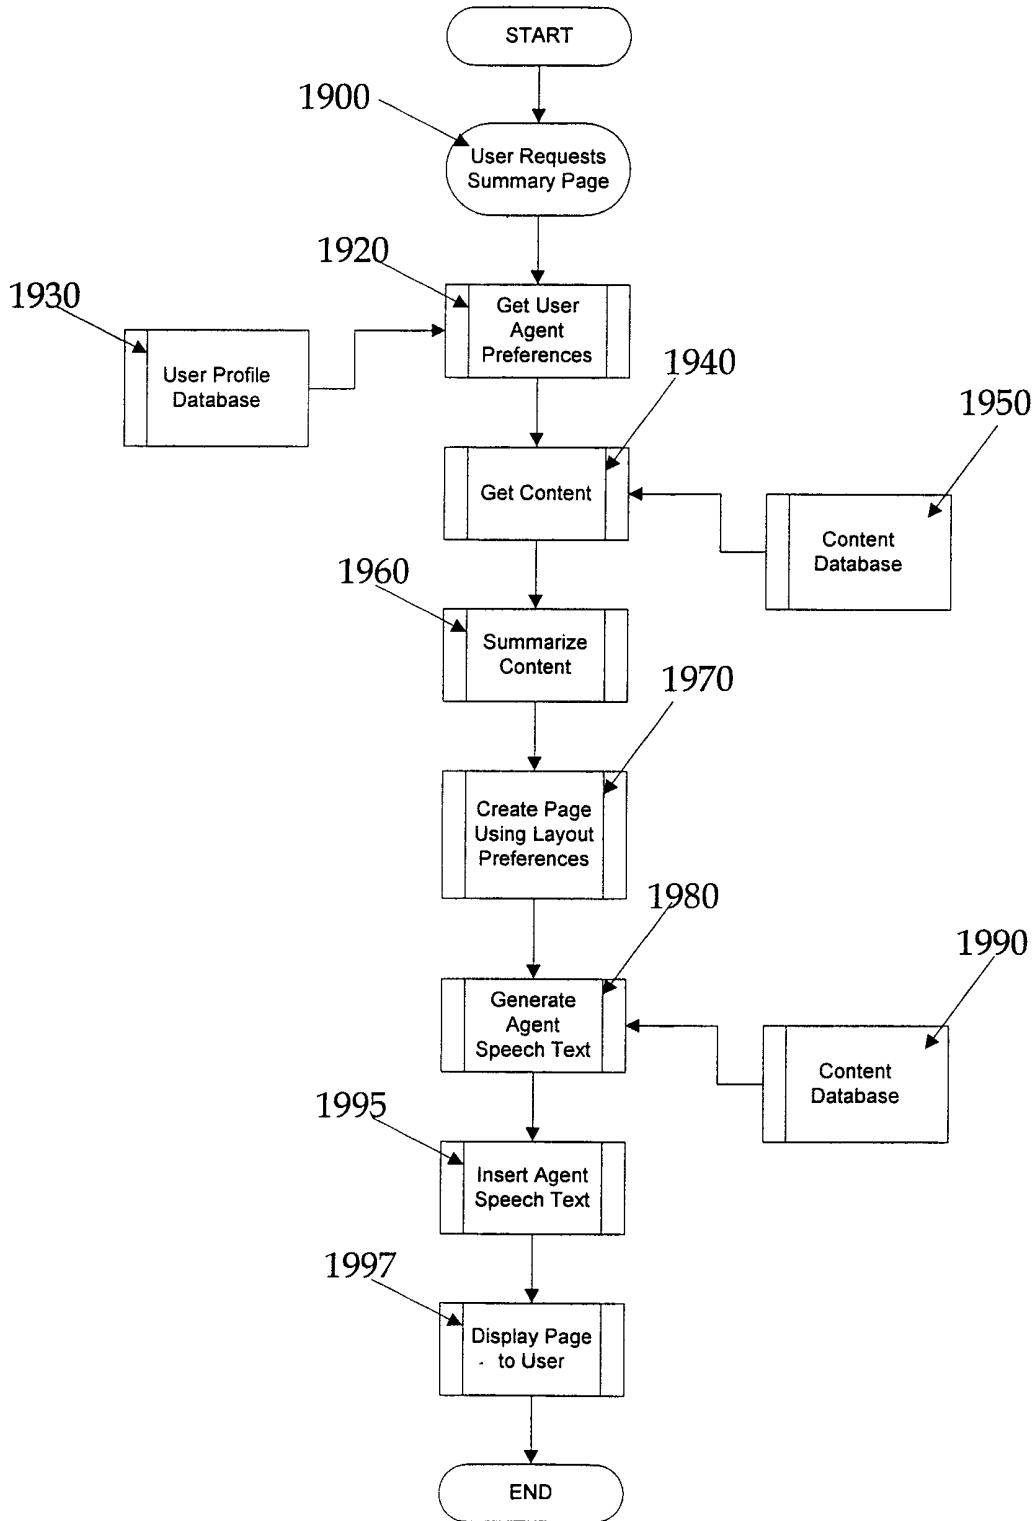 START
1900
User Requests
Summary Page
1920
Get User
Agent
Preferences
1930
User Profile
Database
1940
Get Content
1950
Content
Database
1960
Summarize
Content
1970
Create Page
Using Layout
Preferences
1980
Generate
Agent
Speech Text
1990
Content
Database
1995
Insert Agent
Speech Text
1997
Display Page
to User
END